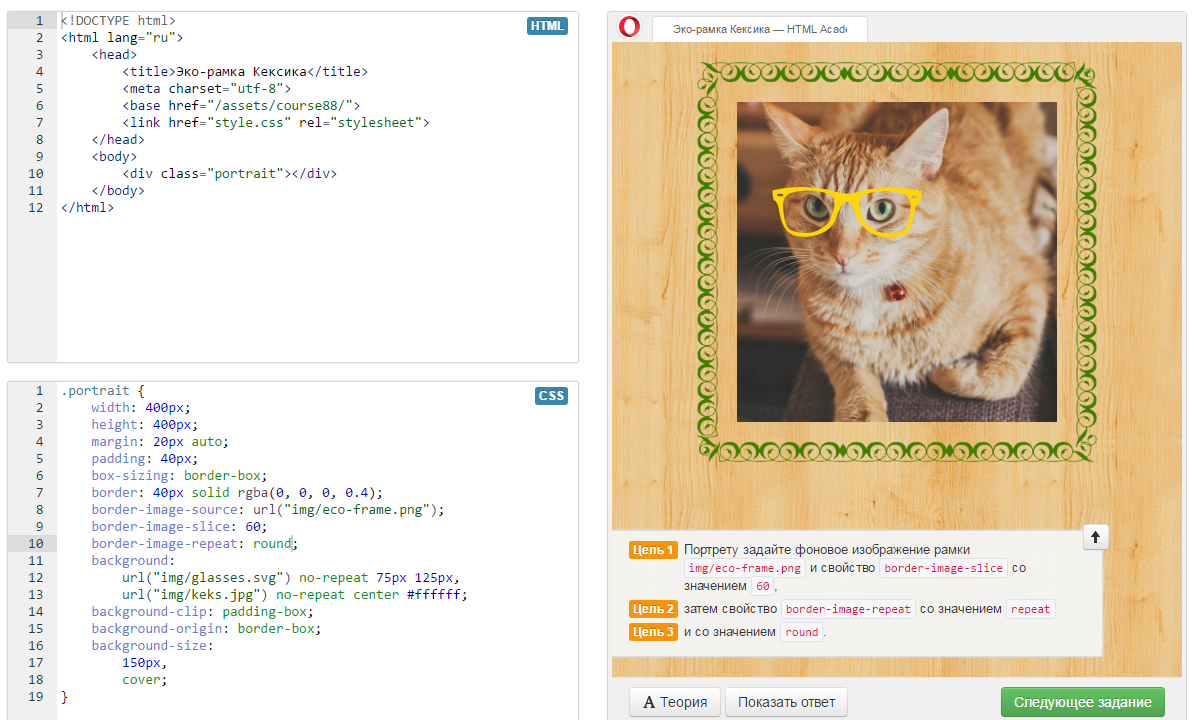 HTML
1 <!DOCTYPE html>
2 <html lang="ru">
3 <head>
4 <title>Эко-рамка Кексика</title>
5 <meta charset="utf-8">
6 <base href="/assets/course88/">
7 <link href="style.css" rel="stylesheet">
8 </head>
9 <body>
10 <div class="portrait"></div>
11 </body>
12 </html>
CSS
1 .portrait {
2 width: 400px;
3 height: 400px;
4 margin: 20px auto;
5 padding: 40px;
6 box-sizing: border-box;
7 border: 40px solid rgba(0, 0, 0, 0.4);
8 border-image-source: url("img/eco-frame.png");
9 border-image-slice: 60;
10 border-image-repeat: round;
11 background:
12 url("img/glasses.svg") no-repeat 75px 125px,
13 url("img/keks.jpg") no-repeat center #ffffff;
14 background-clip: padding-box;
15 background-origin: border-box;
16 background-size:
17 150px,
18 cover;
19 }
Эко-рамка Кексика — HTML Acade
Цель 1 Портрету задайте фоновое изображение рамки
img/eco-frame.png и свойство border-image-slice со
значением 60,
Цель 2 затем свойство border-image-repeat со значением repeat
Цель 3 и со значением round.
A Теория Показать ответ Следующее задание